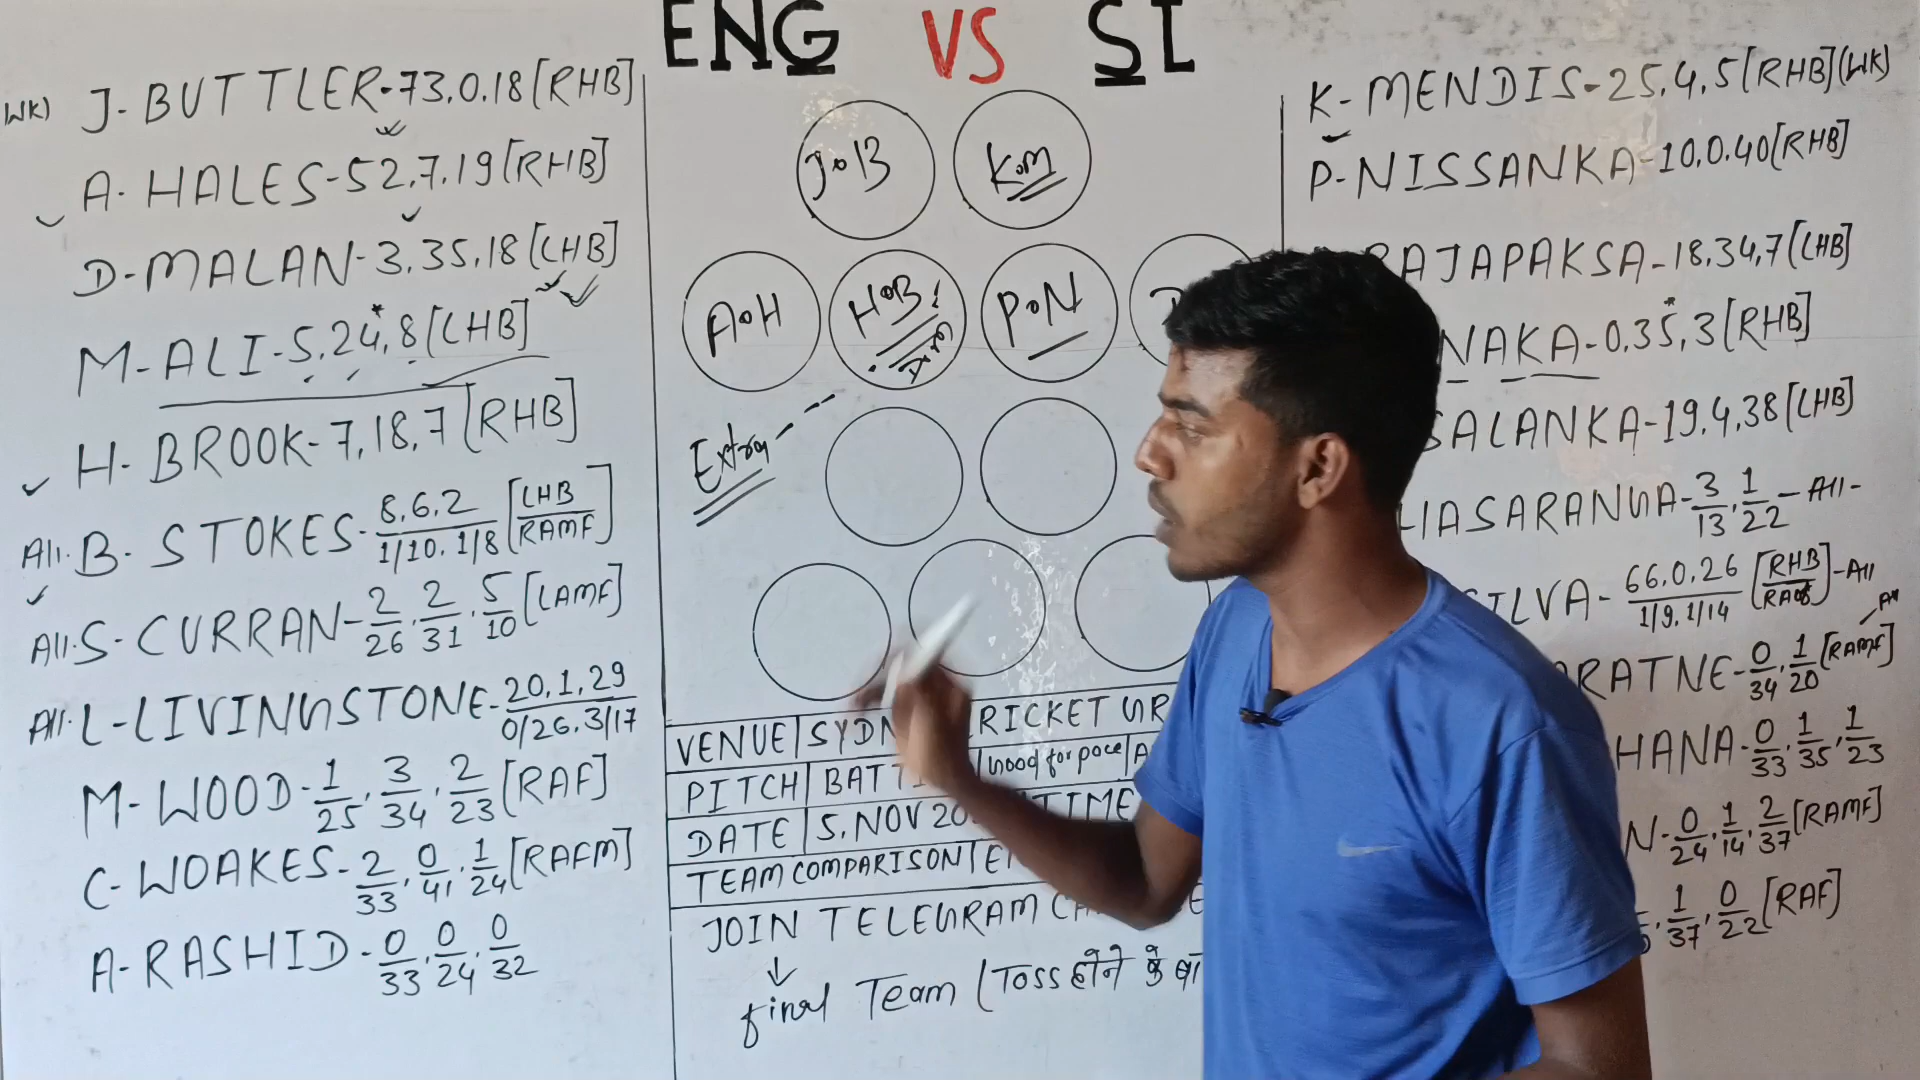 ENG VS SL
WK) J- BUTTLER-73,0,18[RHB]
A- HALES-52,7,19[RHB]
D-MALAN-3,35,18[LHB]
M-ALI-5,24*,8[LHB]
H- BROOK-7,18,7[RHB]
All. B- STOKES- 8,6,2 1/10, 1/8 [LHB RAMF]
All. S- CURRAN- 2/26, 2/31, 5/10 [LAMF]
All. L-LIVINGSTONE- 20,1,29 0/26, 3/17
M-WOOD- 1/25, 3/34, 2/23 [RAF]
C-WOAKES- 2/33, 0/41, 1/24 [RAFM]
A-RASHID- 0/33, 0/24, 0/32
J.B
K.M
A.H
H.B
P.N
Extra
VENUE|
PITCH|
good for pace|
DATE|5, NOV
TIME
TEAM COMPARISON|
JOIN TELEGRAM
↓
final Team (Toss होने के
K- MENDIS-25,4,5[RHB](WK)
P-NISSANKA-10,0,40[RHB]
RAJAPAKSA-18,34,7[LHB]
NAKA-0,35*,3[RHB]
SALANKA-19,4,38[LHB]
HASARANGA- 3/13, 1/22 -All-
SILVA- 66,0,26 1/9, 1/14 [RHB]-All
RATNE- 0/34, 1/20 [RAMF] All
HANA- 0/33, 1/35, 1/23
N- 0/24, 1/14, 2/37 [RAMF]
1/37, 0/22 [RAF]